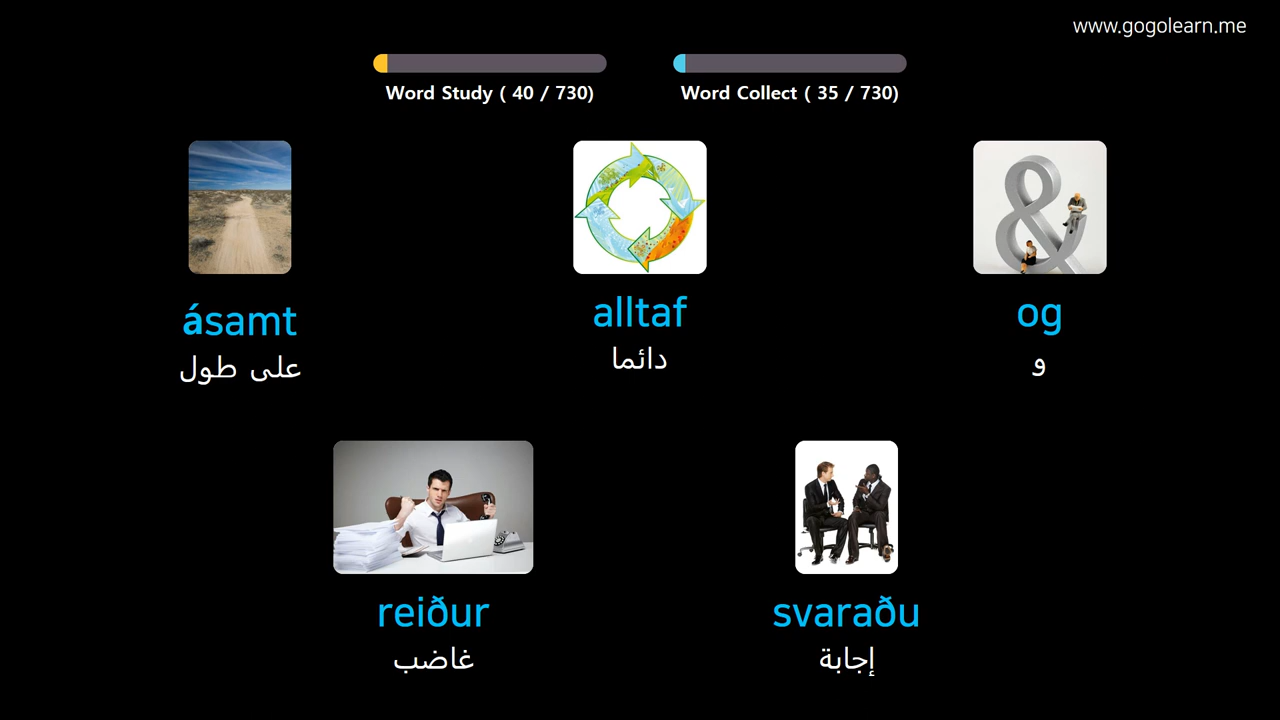 www.gogolearn.me
Word Study ( 40 / 730)
Word Collect ( 35 / 730)
ásamt
على طول
alltaf
دائما
og
و
reiður
غاضب
svaraðu
إجابة